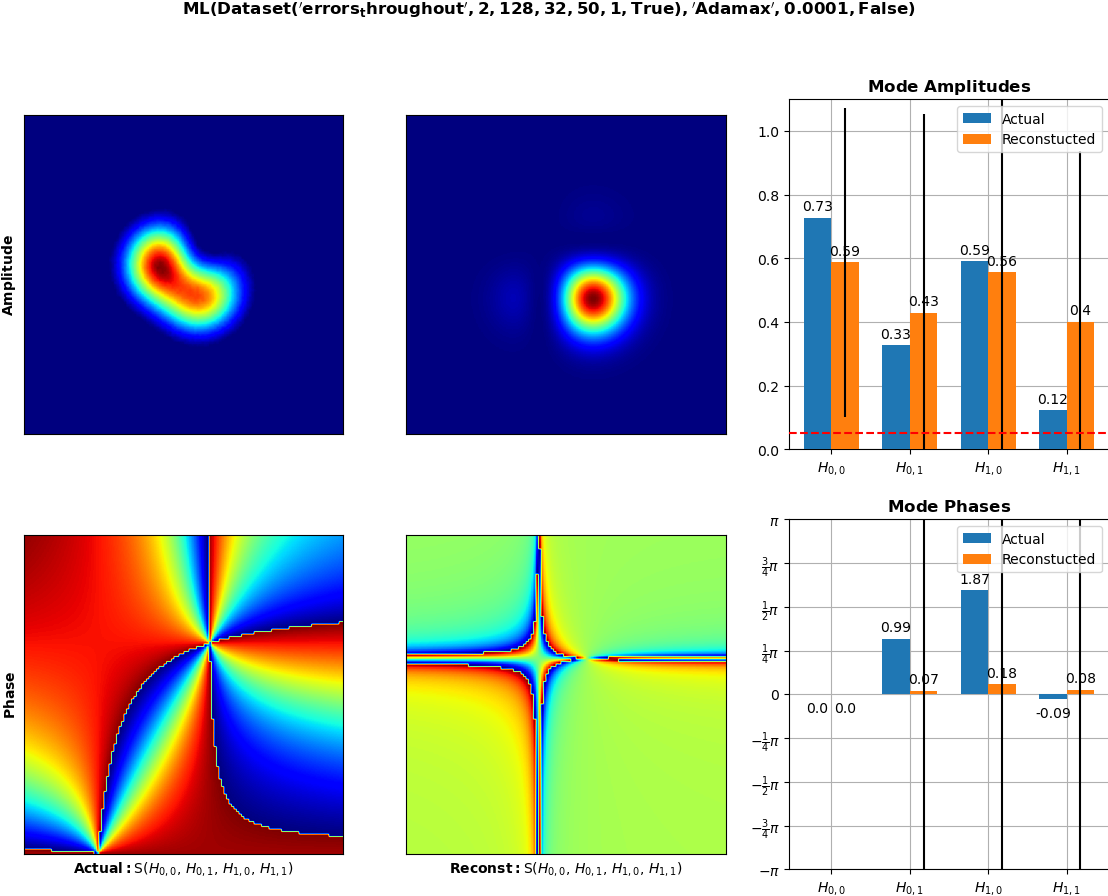 ML(Dataset('errors_throughout', 2, 128, 32, 50, 1, True), 'Adamax', 0.0001, False)
Amplitude
Mode Amplitudes
Actual
Reconstucted
1.0
0.8
0.6
0.4
0.2
0.0
0.73
0.59
0.33
0.43
0.59
0.56
0.12
0.4
H0,0
H0,1
H1,0
H1,1
Phase
Actual: S(H0,0, H0,1, H1,0, H1,1)
Reconst: S(H0,0, H0,1, H1,0, H1,1)
Mode Phases
Actual
Reconstucted
π
3/4π
1/2π
1/4π
0
−1/4π
−1/2π
−3/4π
−π
0.0
0.0
0.99
0.07
1.87
0.18
-0.09
0.08
H0,0
H0,1
H1,0
H1,1